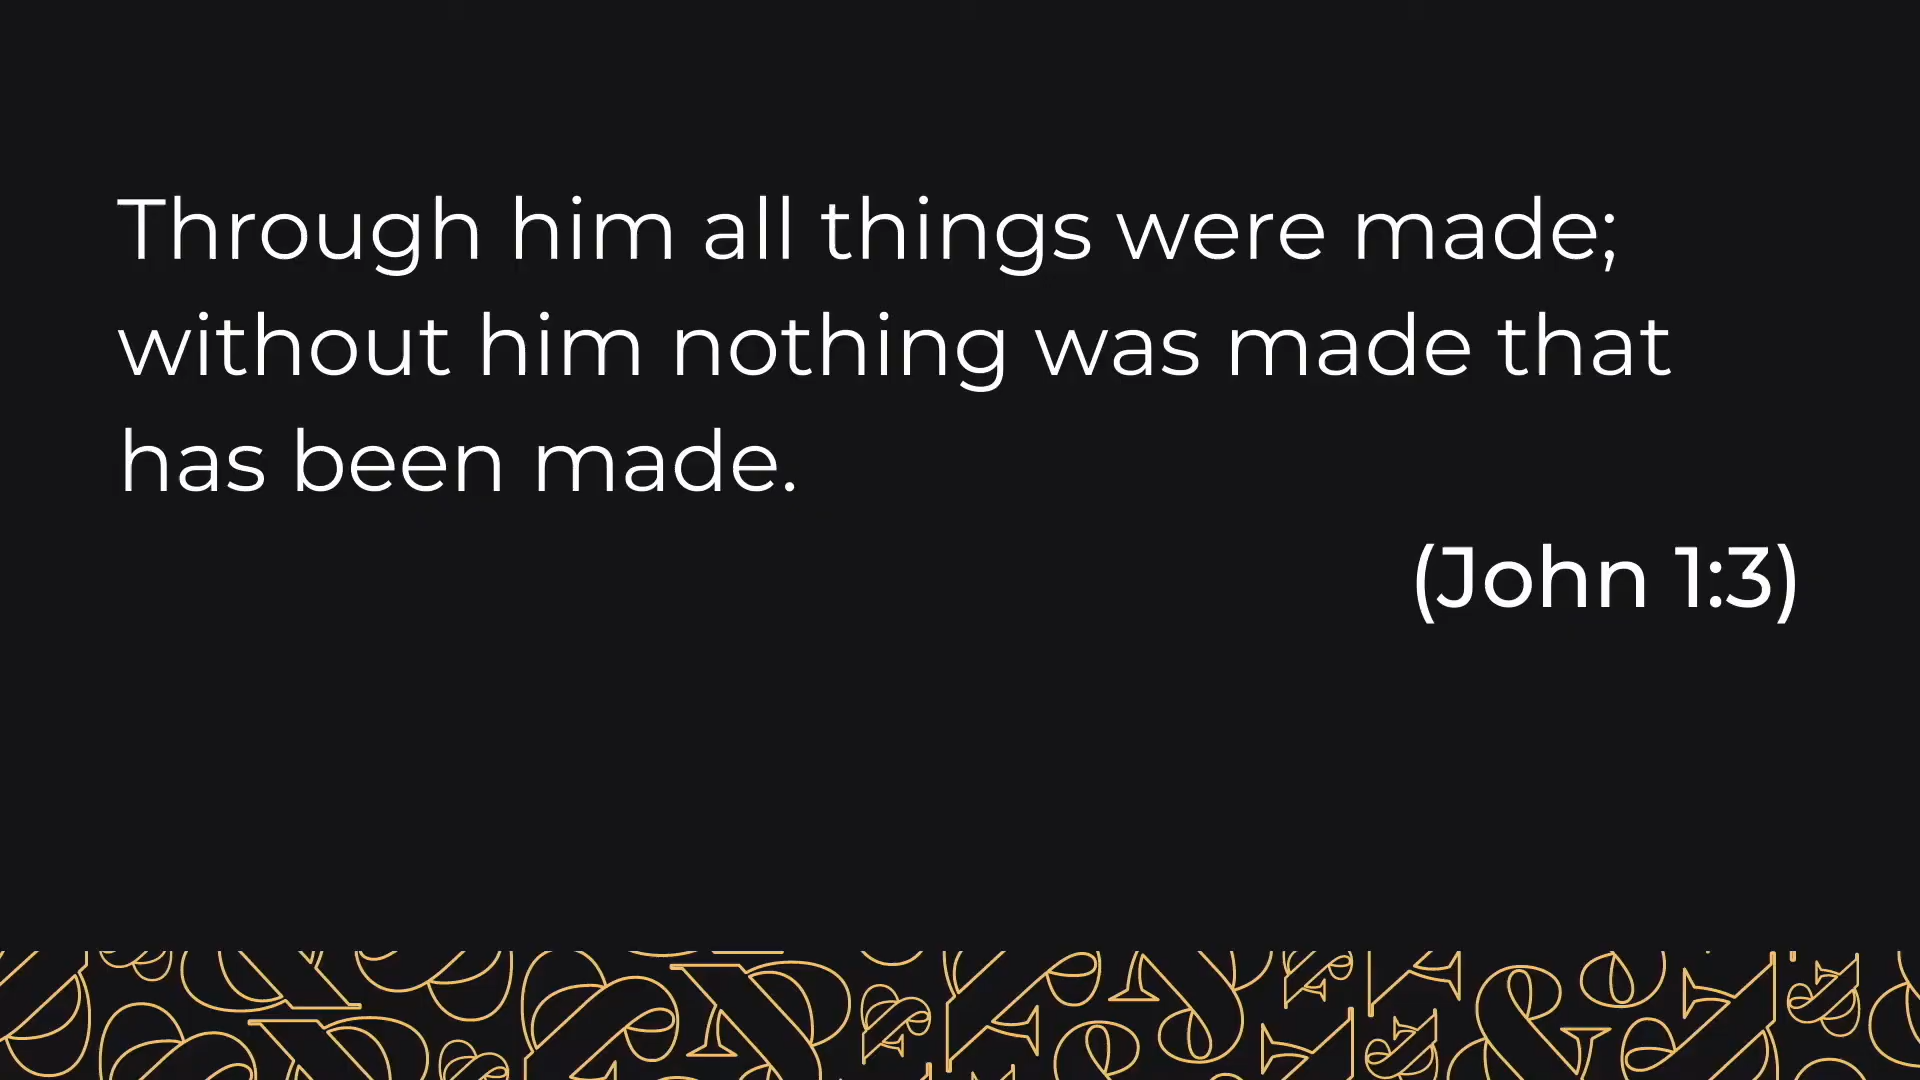 Through him all things were made;
without him nothing was made that
has been made.
(John 1:3)